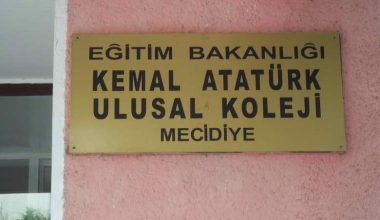 EĞİTİM BAKANLIĞI
KEMAL ATATÜRK
ULUSAL KOLEJİ
MECİDİYE